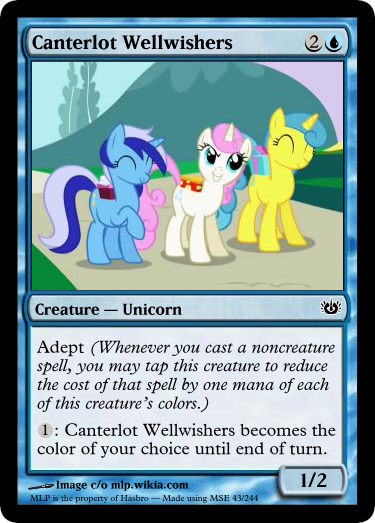 Canterlot Wellwishers 2
Creature — Unicorn
Adept (Whenever you cast a noncreature
spell, you may tap this creature to reduce
the cost of that spell by one mana of each
of this creature's colors.)
1: Canterlot Wellwishers becomes the
color of your choice until end of turn.
1/2
Image c/o mlp.wikia.com
MLP is the property of Hasbro — Made using MSE 43/244